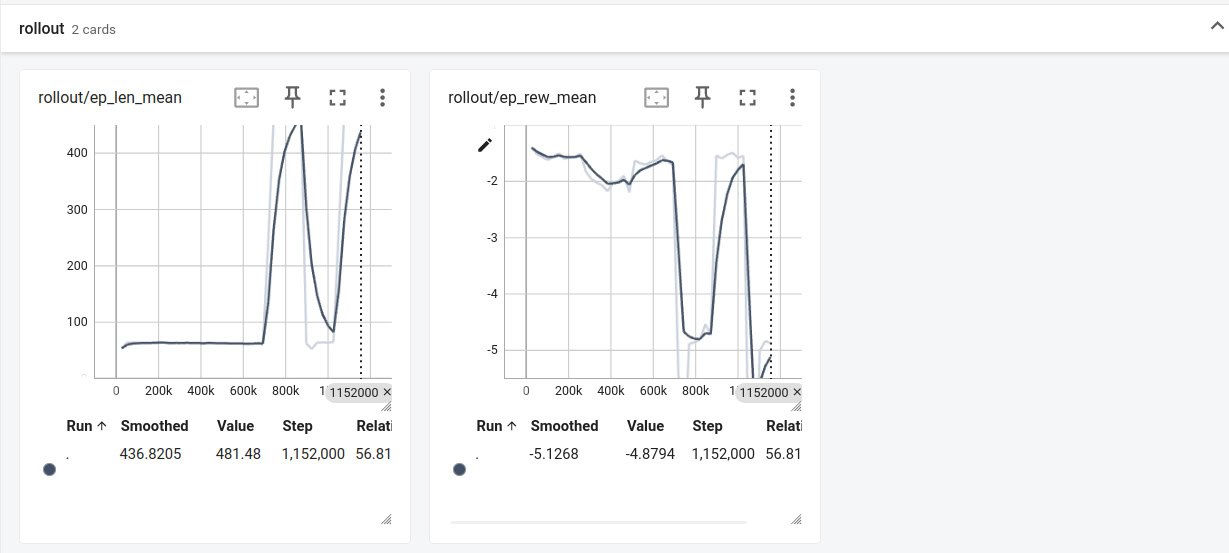 rollout 2 cards
rollout/ep_len_mean
400
300
200
100
0 200k 400k 600k 800k 1 1152000 ×
Run ↑ Smoothed Value Step Relati
. 436.8205 481.48 1,152,000 56.81
rollout/ep_rew_mean
-2
-3
-4
-5
0 200k 400k 600k 800k 1 1152000 ×
Run ↑ Smoothed Value Step Relati
. -5.1268 -4.8794 1,152,000 56.81